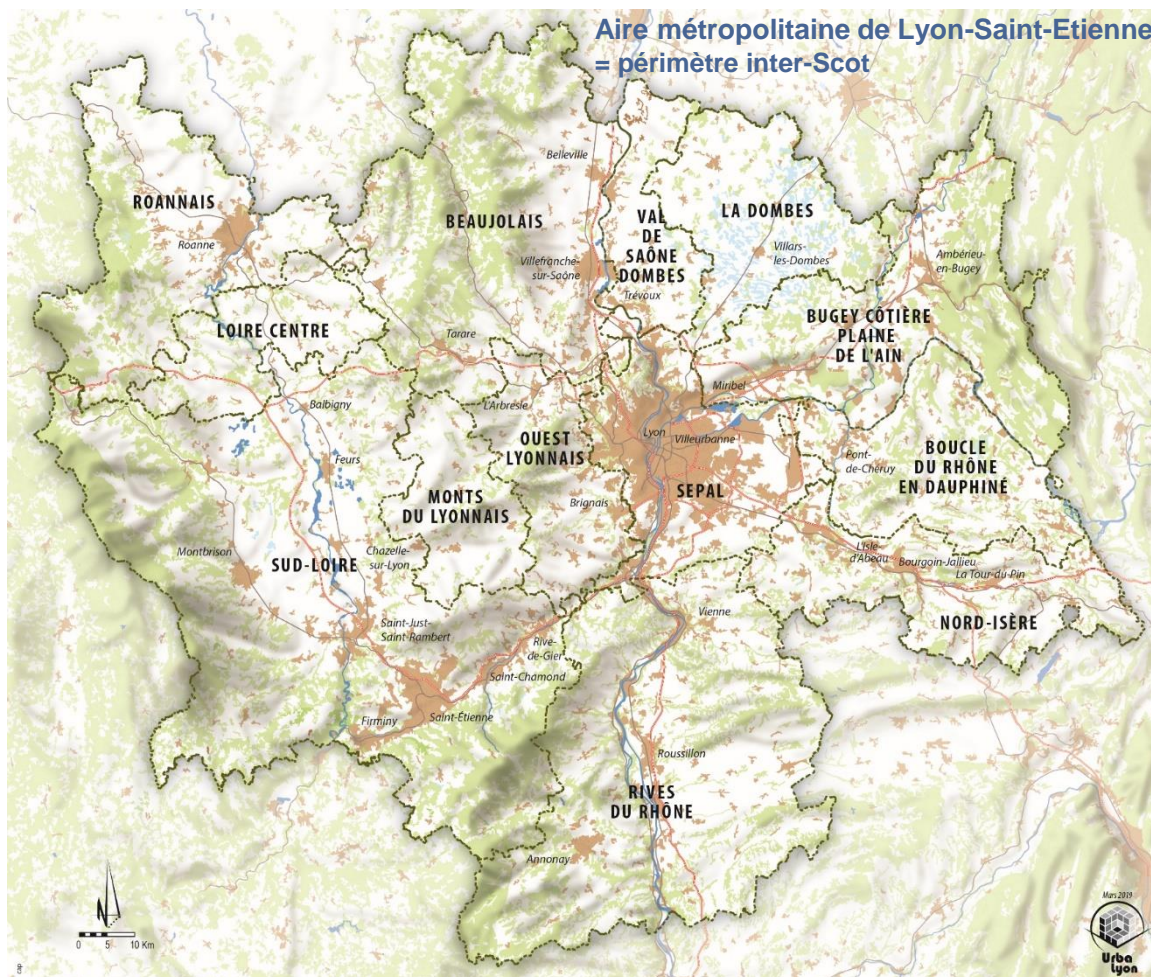 Aire métropolitaine de Lyon-Saint-Etienne
= périmètre inter-Scot
Belleville
ROANNAIS
Roanne
BEAUJOLAIS
VAL
DE
SAÔNE
DOMBES
LA DOMBES
Villars-
les-Dombes
Villefranche-
sur-Saône
Trévoux
Ambérieu-
en-Bugey
LOIRE CENTRE
Tarare
BUGEY CÔTIÈRE
PLAINE
DE L'AIN
Miribel
Balbigny
L'Arbresle
OUEST
LYONNAIS
Lyon
Villeurbanne
Pont-
de-Chéruy
BOUCLE
DU RHÔNE
EN DAUPHINÉ
Feurs
MONTS
DU LYONNAIS
SEPAL
Brignais
Montbrison
SUD-LOIRE
Chazelle-
sur-Lyon
L'Isle-
d'Abeau
Bourgoin-Jallieu
La Tour-du-Pin
NORD-ISÈRE
Saint-Just-
Saint-Rambert
Vienne
Rive-
de-Gier
Saint-Chamond
Firminy
Saint-Étienne
Roussillon
RIVES
DU RHÔNE
Annonay
N
0 5 10 Km
Mars 2019
Urba
Lyon